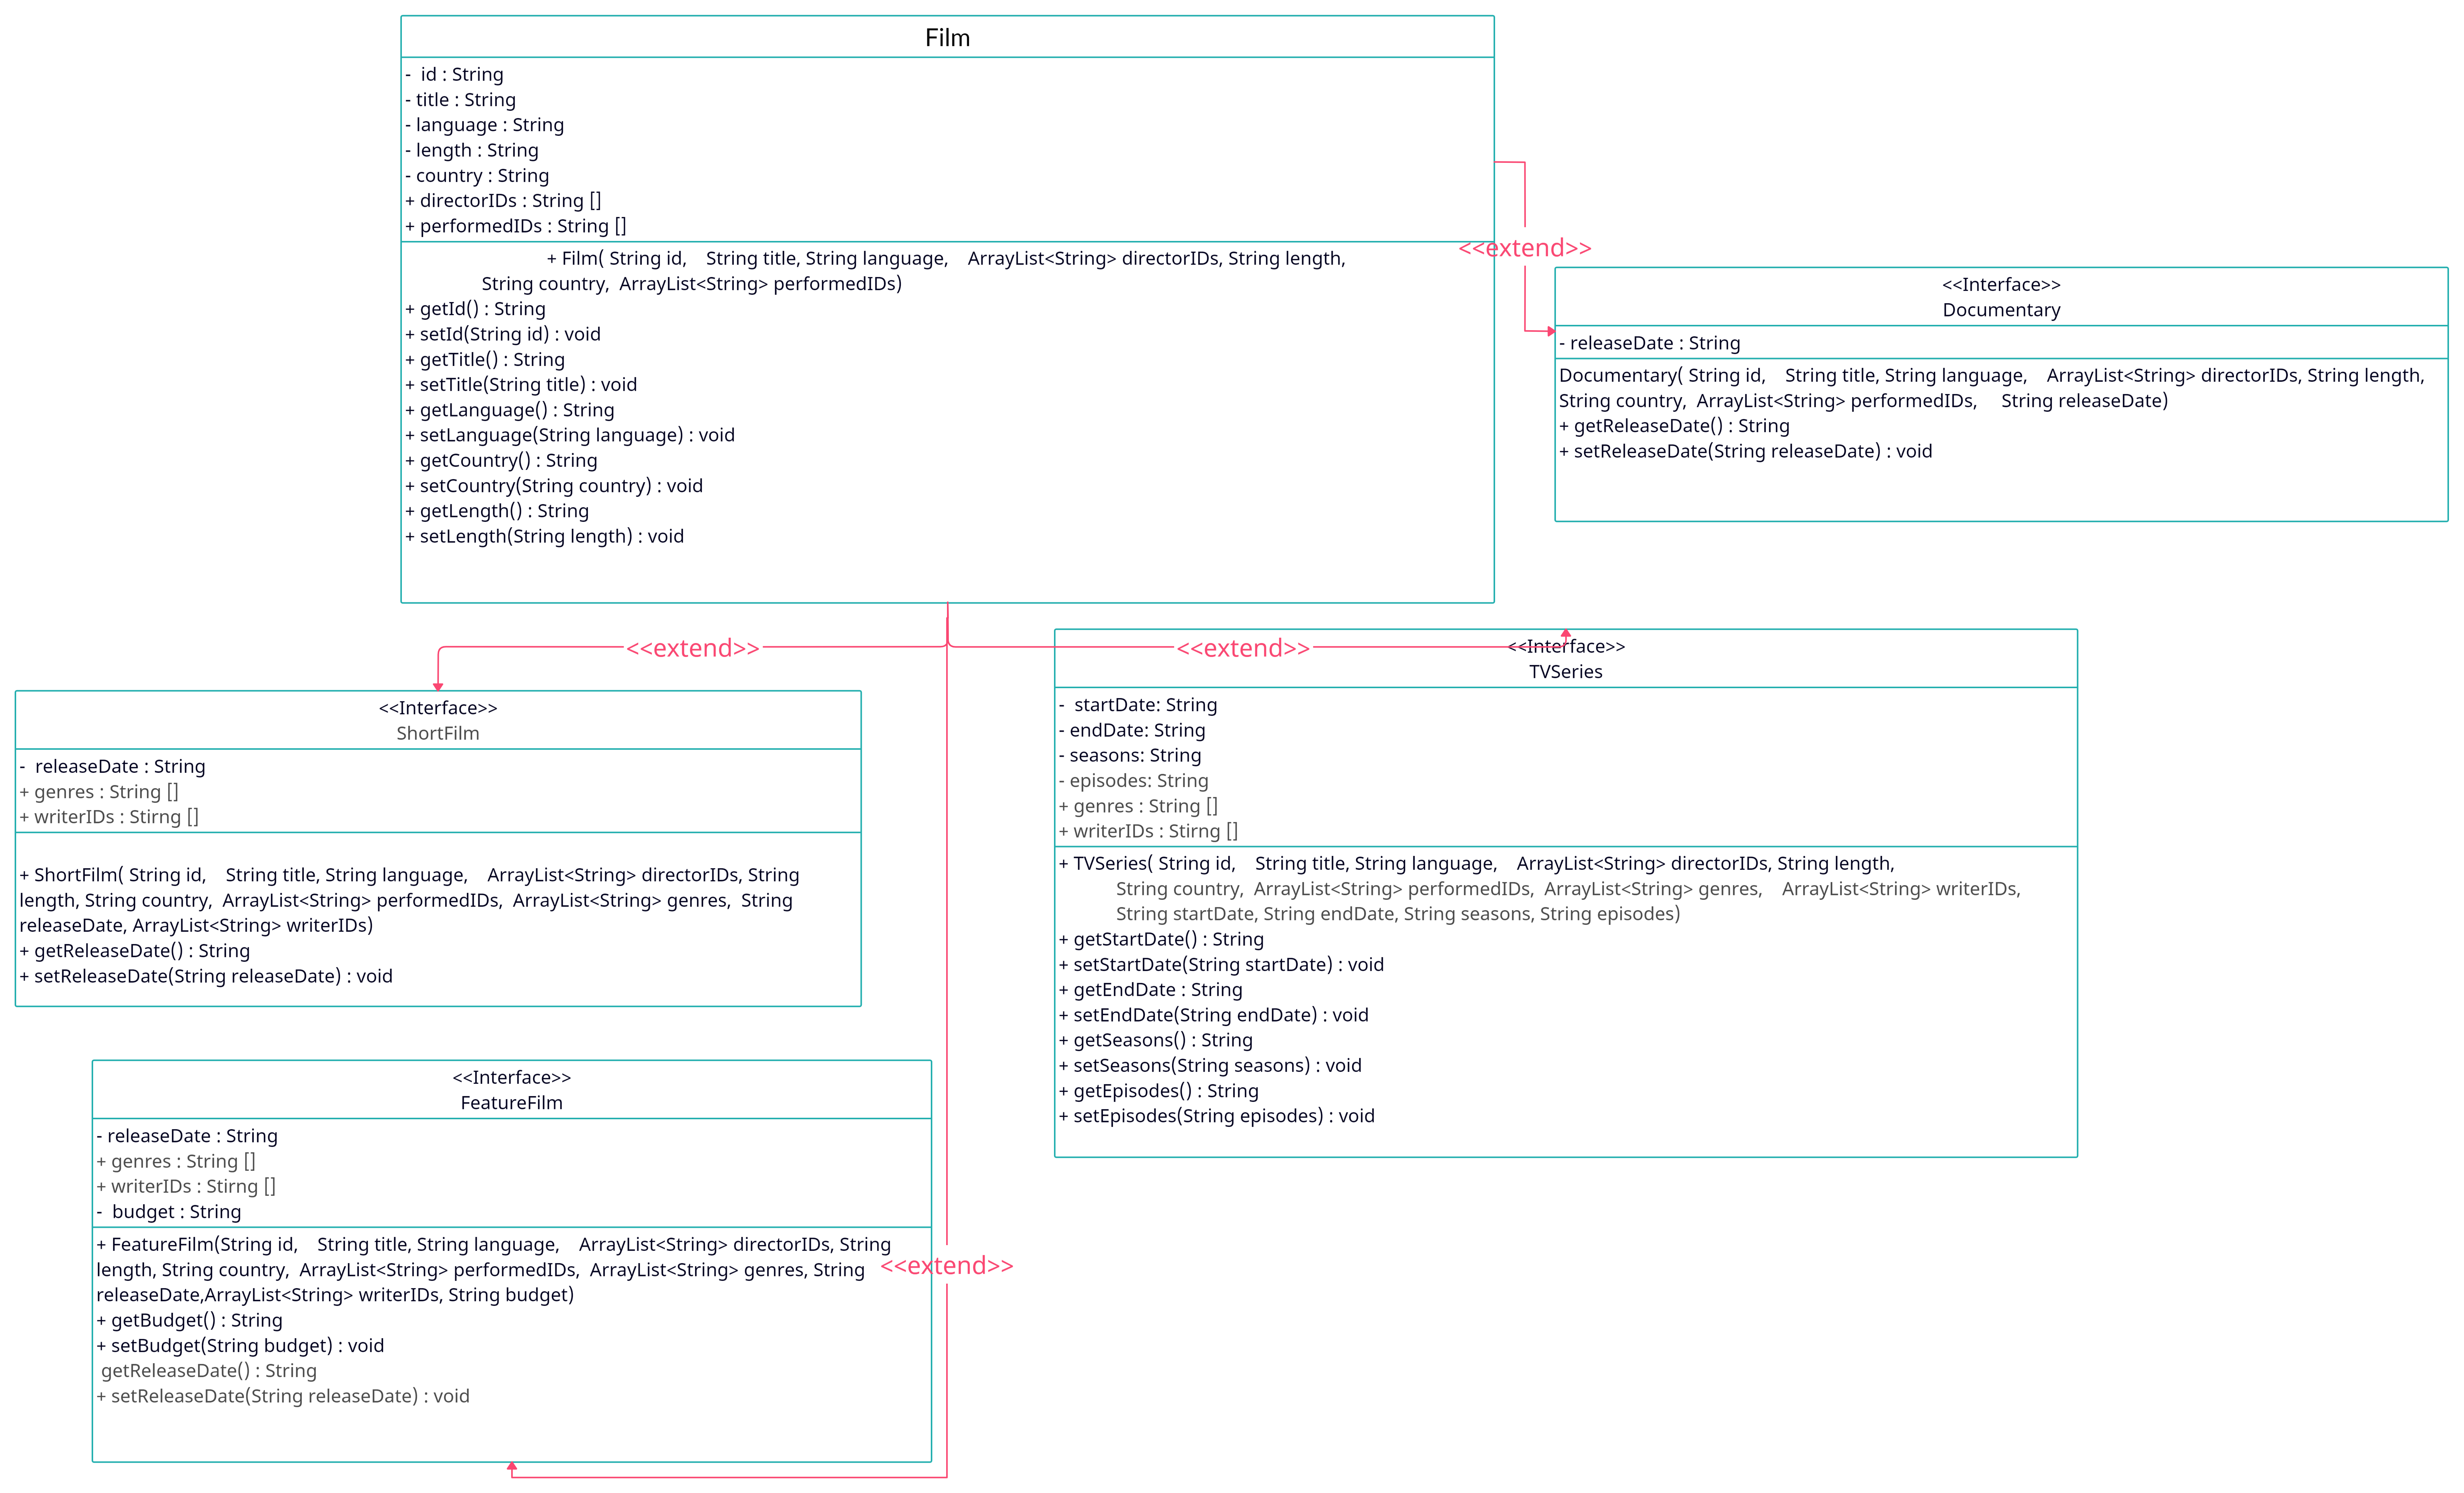 Film
-  id : String
- title : String
- language : String
- length : String
- country : String
+ directorIDs : String []
+ performedIDs : String []
+ Film( String id,    String title, String language,    ArrayList<String> directorIDs, String length,
String country,  ArrayList<String> performedIDs)
+ getId() : String
+ setId(String id) : void
+ getTitle() : String
+ setTitle(String title) : void
+ getLanguage() : String
+ setLanguage(String language) : void
+ getCountry() : String
+ setCountry(String country) : void
+ getLength() : String
+ setLength(String length) : void
<<extend>>
<<Interface>>
Documentary
- releaseDate : String
Documentary( String id,    String title, String language,    ArrayList<String> directorIDs, String length,
String country,  ArrayList<String> performedIDs,     String releaseDate)
+ getReleaseDate() : String
+ setReleaseDate(String releaseDate) : void
<<extend>>
<<extend>>
<<Interface>>
ShortFilm
-  releaseDate : String
+ genres : String []
+ writerIDs : Stirng []
+ ShortFilm( String id,    String title, String language,    ArrayList<String> directorIDs, String
length, String country,  ArrayList<String> performedIDs,  ArrayList<String> genres,  String
releaseDate, ArrayList<String> writerIDs)
+ getReleaseDate() : String
+ setReleaseDate(String releaseDate) : void
<<Interface>>
TVSeries
-  startDate: String
- endDate: String
- seasons: String
- episodes: String
+ genres : String []
+ writerIDs : Stirng []
+ TVSeries( String id,    String title, String language,    ArrayList<String> directorIDs, String length,
String country,  ArrayList<String> performedIDs,  ArrayList<String> genres,    ArrayList<String> writerIDs,
String startDate, String endDate, String seasons, String episodes)
+ getStartDate() : String
+ setStartDate(String startDate) : void
+ getEndDate : String
+ setEndDate(String endDate) : void
+ getSeasons() : String
+ setSeasons(String seasons) : void
+ getEpisodes() : String
+ setEpisodes(String episodes) : void
<<Interface>>
FeatureFilm
- releaseDate : String
+ genres : String []
+ writerIDs : Stirng []
-  budget : String
+ FeatureFilm(String id,    String title, String language,    ArrayList<String> directorIDs, String
length, String country,  ArrayList<String> performedIDs,  ArrayList<String> genres, String
releaseDate,ArrayList<String> writerIDs, String budget)
+ getBudget() : String
+ setBudget(String budget) : void
getReleaseDate() : String
+ setReleaseDate(String releaseDate) : void
<<extend>>